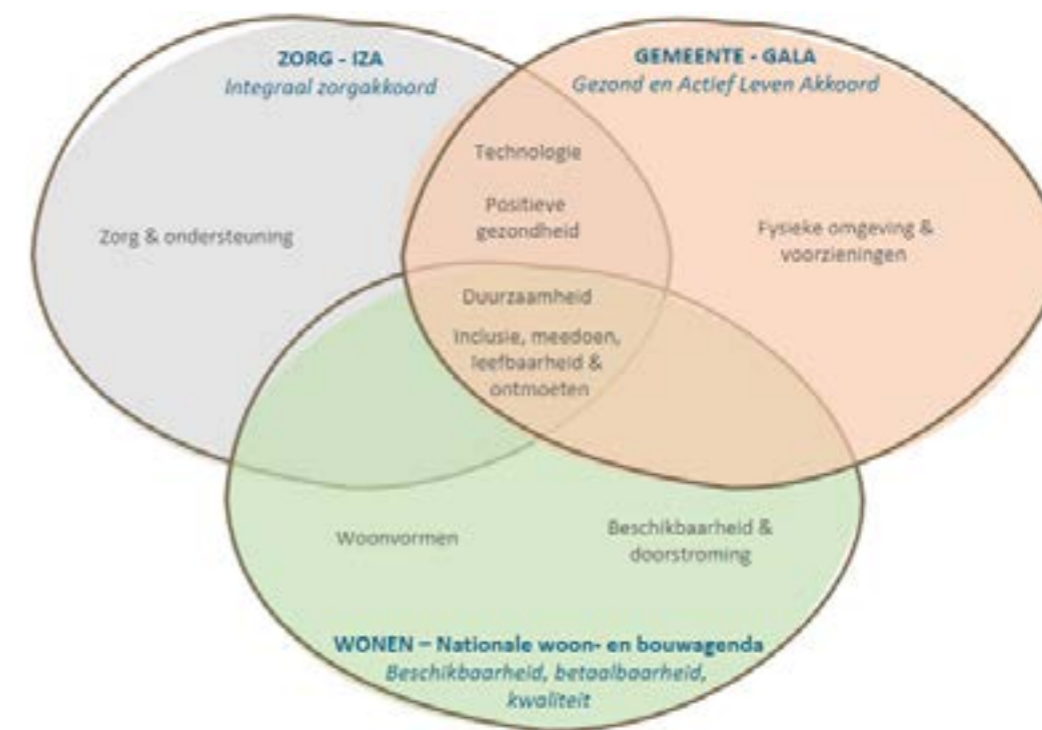 ZORG - IZA
Integraal zorgakkoord
GEMEENTE - GALA
Gezond en Actief Leven Akkoord
Technologie
Positieve
gezondheid
Zorg & ondersteuning
Fysieke omgeving &
voorzieningen
Duurzaamheid
Inclusie, meedoen,
leefbaarheid &
ontmoeten
Woonvormen
Beschikbaarheid &
doorstroming
WONEN – Nationale woon- en bouwagenda
Beschikbaarheid, betaalbaarheid,
kwaliteit